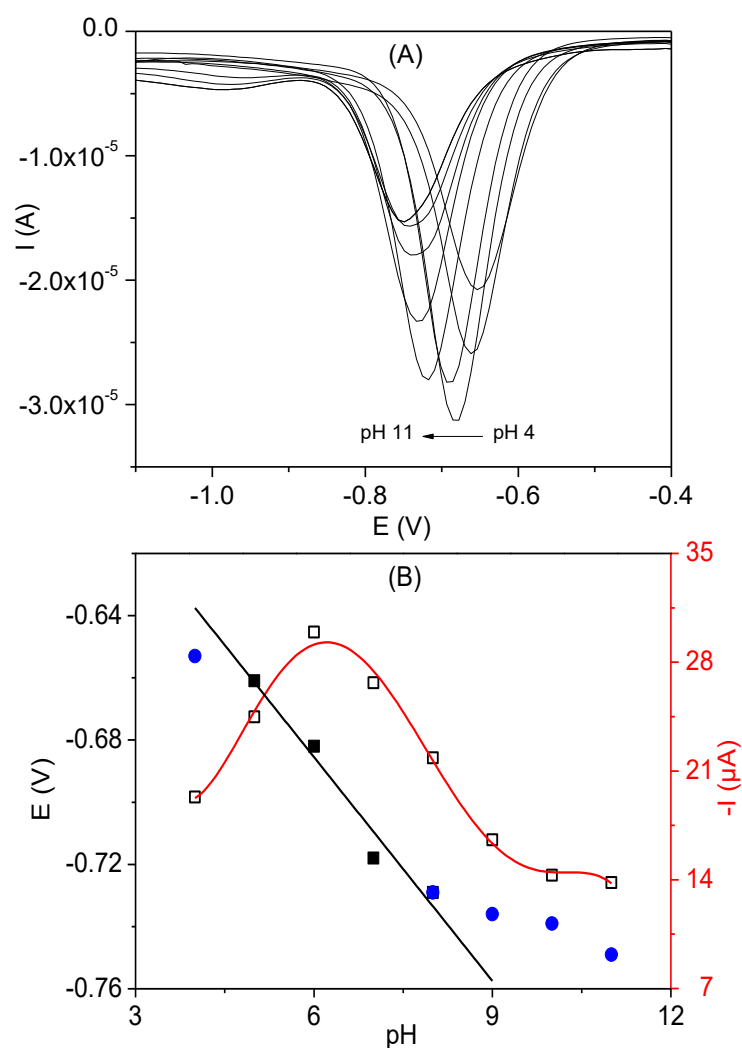 (A)
0.0
-1.0x10⁻⁵
-2.0x10⁻⁵
-3.0x10⁻⁵
I (A)
pH 11 pH 4
-1.0 -0.8 -0.6 -0.4
E (V)
(B)
-0.64
-0.68
-0.72
-0.76
E (V)
35
28
21
14
7
-I (µA)
3 6 9 12
pH